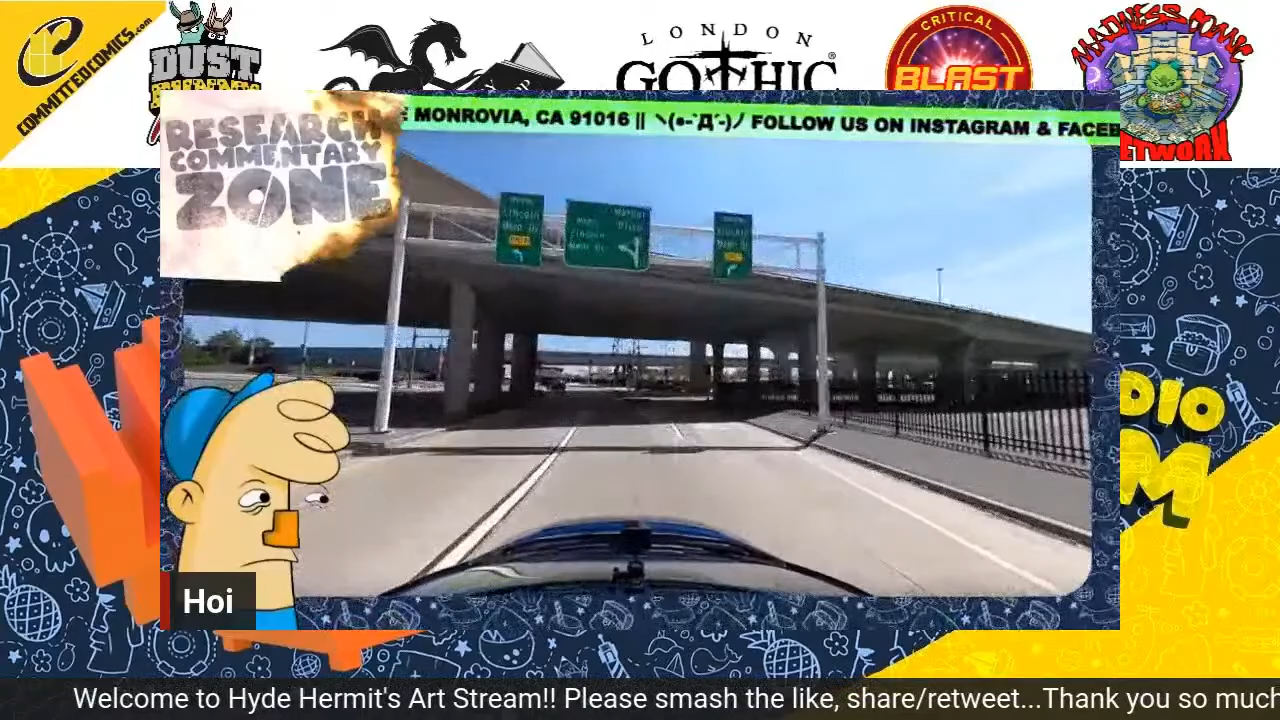 COMMITTEDCOMICS.com
DUST
LONDON
GOTHIC
CRITICAL
BLAST
MADNESS COMIC
NETWORK
RESEARCH
COMMENTARY
ZONE
MONROVIA, CA 91016 || ヽ(•̀-`Д´-)ノ FOLLOW US ON INSTAGRAM & FACEB
DIO
M
Hoi
Welcome to Hyde Hermit's Art Stream!! Please smash the like, share/retweet...Thank you so much